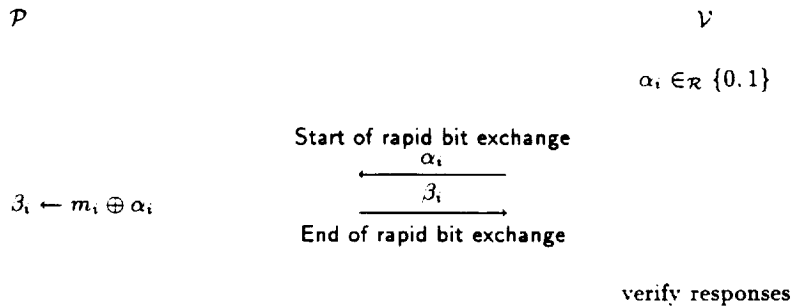 𝒫 𝒱
αᵢ ∈_ℛ {0, 1}
Start of rapid bit exchange
αᵢ
βᵢ
βᵢ ← mᵢ ⊕ αᵢ
End of rapid bit exchange
verify responses